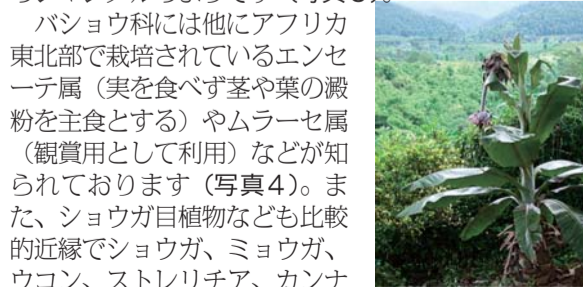 バショウ科には他にアフリカ
東北部で栽培されているエンセ
ーテ属（実を食べず茎や葉の澱
粉を主食とする）やムラーセ属
（観賞用として利用）などが知
られております（写真４）。ま
た、ショウガ目植物なども比較
的近縁でショウガ、ミョウガ、
ウコン、ストレリチア、カンナ